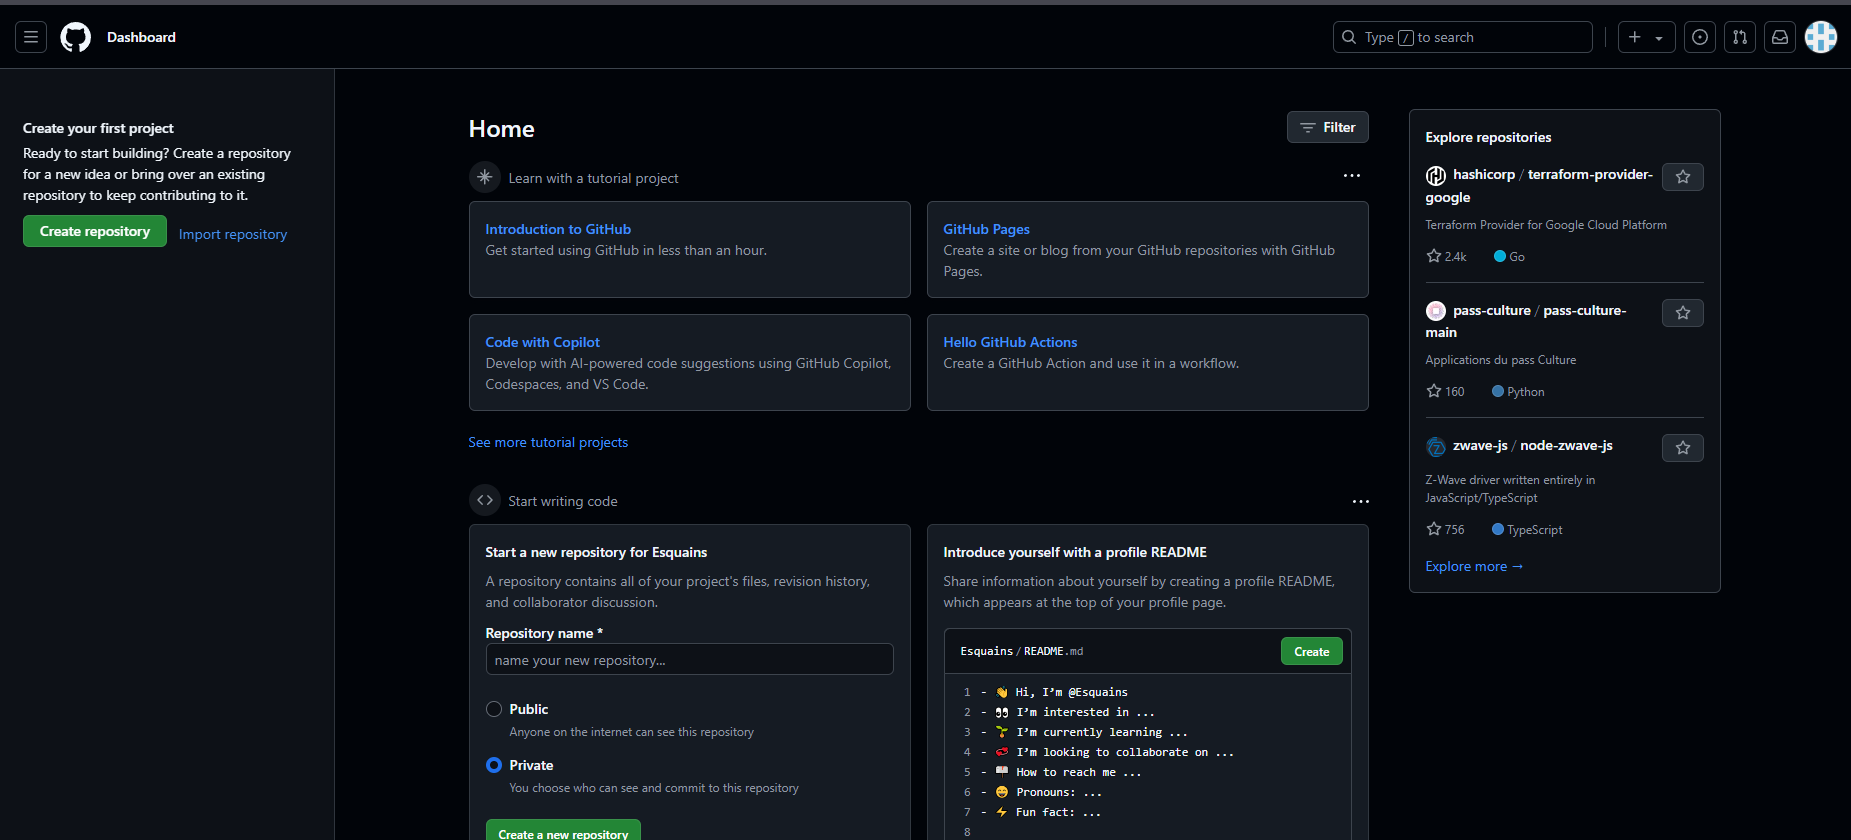 Dashboard
Type / to search
Create your first project
Ready to start building? Create a repository
for a new idea or bring over an existing
repository to keep contributing to it.
Create repository
Import repository
Home
Filter
Learn with a tutorial project
Introduction to GitHub
Get started using GitHub in less than an hour.
GitHub Pages
Create a site or blog from your GitHub repositories with GitHub
Pages.
Code with Copilot
Develop with AI-powered code suggestions using GitHub Copilot,
Codespaces, and VS Code.
Hello GitHub Actions
Create a GitHub Action and use it in a workflow.
See more tutorial projects
Start writing code
Start a new repository for Esquains
A repository contains all of your project's files, revision history,
and collaborator discussion.
Repository name *
name your new repository...
Public
Anyone on the internet can see this repository
Private
You choose who can see and commit to this repository
Create a new repository
Introduce yourself with a profile README
Share information about yourself by creating a profile README,
which appears at the top of your profile page.
Esquains / README.md
Create
1 - 👋 Hi, I’m @Esquains
2 - 👀 I’m interested in ...
3 - 🌱 I’m currently learning ...
4 - 💞️ I’m looking to collaborate on ...
5 - 📫 How to reach me ...
6 - 😄 Pronouns: ...
7 - ⚡ Fun fact: ...
8
Explore repositories
hashicorp / terraform-provider-
google
Terraform Provider for Google Cloud Platform
2.4k Go
pass-culture / pass-culture-
main
Applications du pass Culture
160 Python
zwave-js / node-zwave-js
Z-Wave driver written entirely in
JavaScript/TypeScript
756 TypeScript
Explore more →